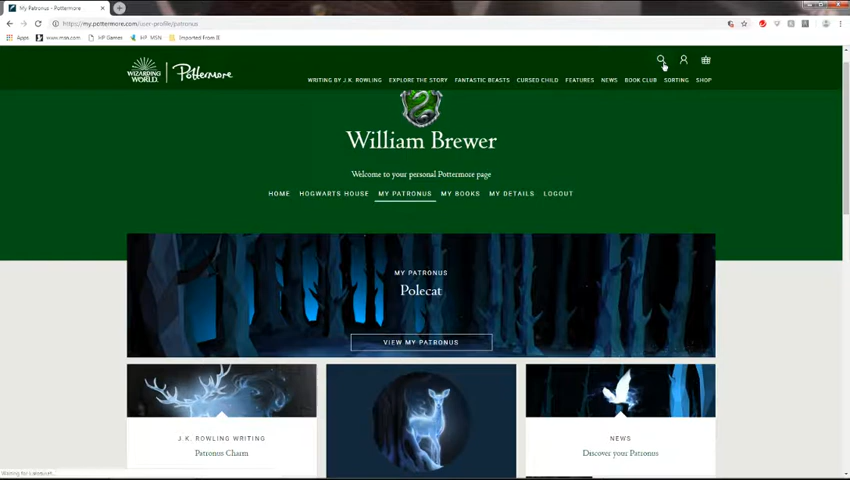 My Patronus - Pottermore
https://my.pottermore.com/user-profile/patronus
Apps www.msn.com HP Games HP MSN Imported From IE
WIZARDING WORLD Pottermore
WRITING BY J.K. ROWLING EXPLORE THE STORY FANTASTIC BEASTS CURSED CHILD FEATURES NEWS BOOK CLUB SORTING SHOP
William Brewer
Welcome to your personal Pottermore page
HOME HOGWARTS HOUSE MY PATRONUS MY BOOKS MY DETAILS LOGOUT
MY PATRONUS
Polecat
VIEW MY PATRONUS
J.K. ROWLING WRITING
Patronus Charm
NEWS
Discover your Patronus